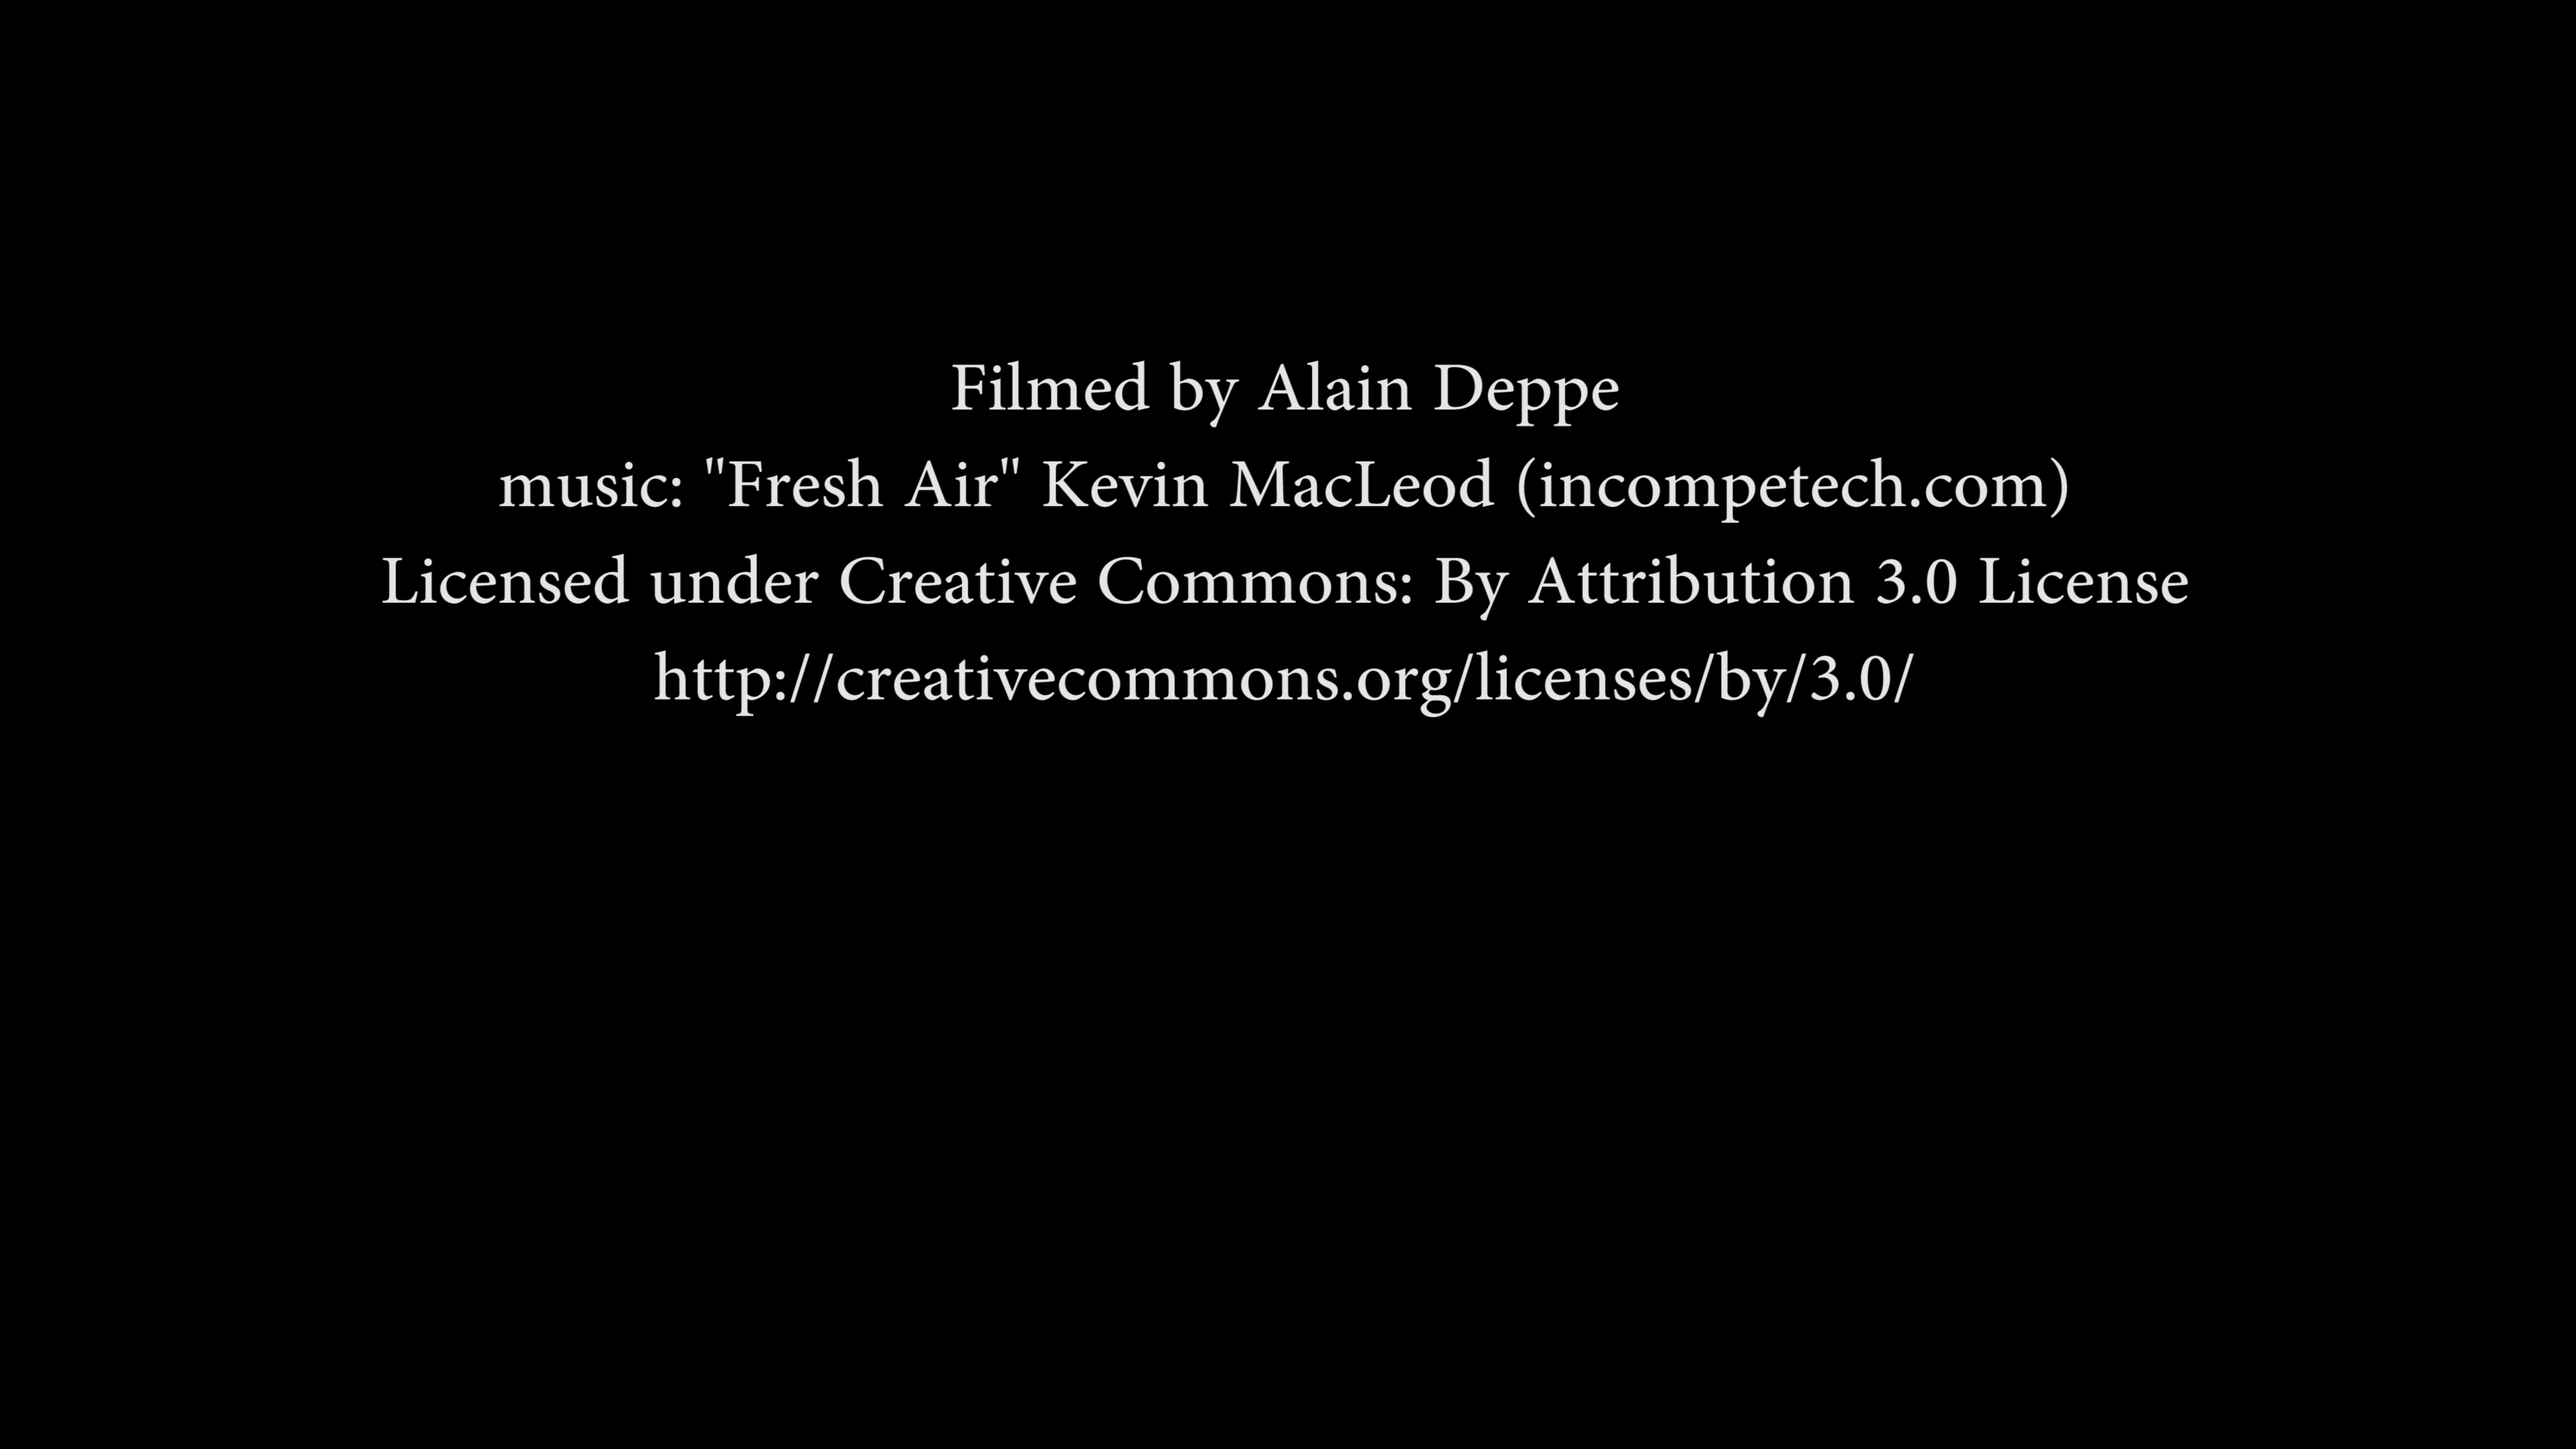 Filmed by Alain Deppe
music: "Fresh Air" Kevin MacLeod (incompetech.com)
Licensed under Creative Commons: By Attribution 3.0 License
http://creativecommons.org/licenses/by/3.0/